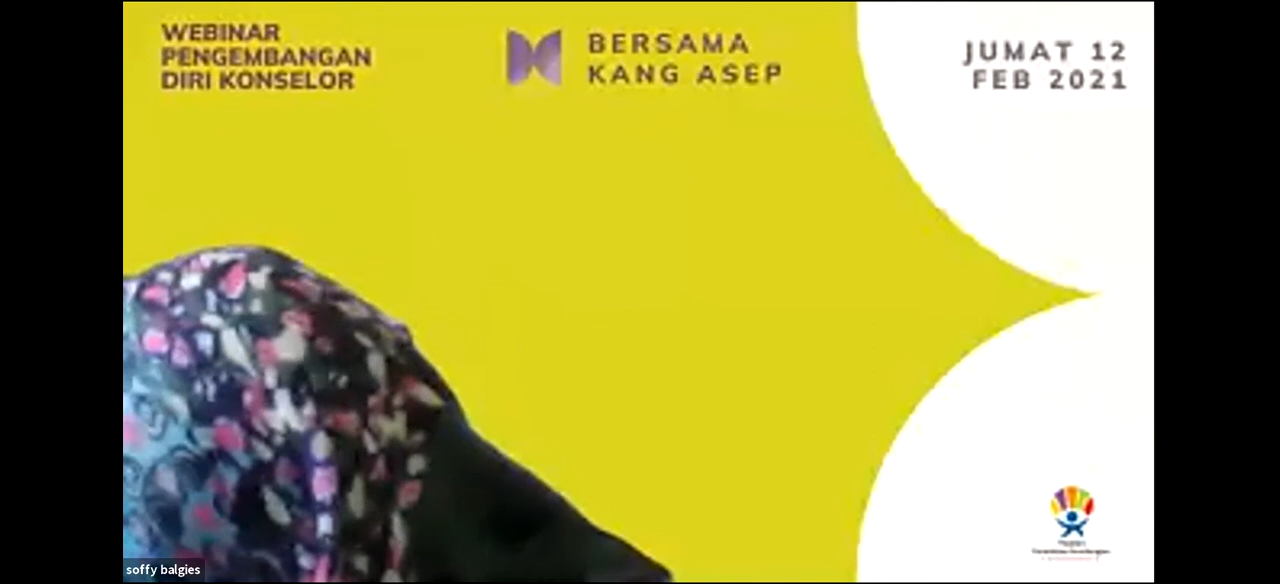 WEBINAR
PENGEMBANGAN
DIRI KONSELOR
BERSAMA
KANG ASEP
JUMAT 12
FEB 2021
soffy balgies